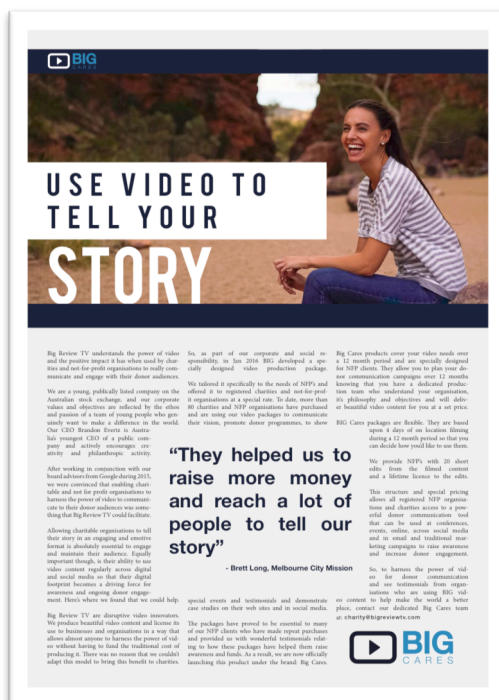 BIG
CARES
USE VIDEO TO
TELL YOUR
STORY
Big Review TV understands the power of video
and the positive impact it has when used by char-
ities and not-for-profit organisations to really com-
municate and engage with their donor audiences.
We are a young, publically listed company on the
Australian stock exchange, and our corporate
values and objectives are reflected by the ethos
and passion of a team of young people who gen-
uinely want to make a difference in the world.
Our CEO Brandon Evertz is Austra-
lia's youngest CEO of a public com-
pany and actively encourages cre-
ativity and philanthropic activity.
After working in conjunction with our
board advisors from Google during 2015,
we were convinced that enabling chari-
table and not for profit organisations to
harness the power of video to communi-
cate to their donor audiences was some-
thing that Big Review TV could facilitate.
Allowing charitable organisations to tell
their story in an engaging and emotive
format is absolutely essential to engage
and maintain their audience. Equally
important though, is their ability to use
video content regularly across digital
and social media so that their digital
footprint becomes a driving force for
awareness and ongoing donor engage-
ment. Here's where we found that we could help.
Big Review TV are disruptive video innovators.
We produce beautiful video content and license its
use to businesses and organisations in a way that
allows almost anyone to harness the power of vid-
eo without having to fund the traditional cost of
producing it. There was no reason that we couldn't
adapt this model to bring this benefit to charities.
So, as part of our corporate and social re-
sponsibility, in Jan 2016 BIG developed a spe-
cially designed video production package.
We tailored it specifically to the needs of NFP's and
offered it to registered charities and not-for-prof-
it organisations at a special rate. To date, more than
80 charities and NFP organisations have purchased
and are using our video packages to communicate
their vision, promote donor programmes, to show
"They helped us to
raise more money
and reach a lot of
people to tell our
story"
- Brett Long, Melbourne City Mission
special events and testimonies and demonstrate
case studies on their web sites and in social media.
The packages have proved to be essential to many
of our NFP clients who have made repeat purchases
and provided us with wonderful testimonials relat-
ing to how these packages have helped them raise
awareness and funds. As a result, we are now officially
launching this product under the brand: Big Cares.
Big Cares products cover your video needs over
a 12 month period and are specially designed
for NFP clients. They allow you to plan your do-
nor communication campaigns over 12 months
knowing that you have a dedicated produc-
tion team who understand your organisation,
it's philosophy and objectives and will deliv-
er beautiful video content for you at a set price.
BIG Cares packages are flexible. They are based
upon 4 days of on location filming
during a 12 month period so that you
can decide how you'd like to use them.
We provide NFP's with 20 short
edits from the filmed content
and a lifetime licence to the edits.
This structure and special pricing
allows all registered NFP organisa-
tions and charities access to a pow-
erful donor communication tool
that can be used at conferences,
events, online, across social media
and in email and traditional mar-
keting campaigns to raise awareness
and increase donor engagement.
So, to harness the power of vid-
eo for donor communication
and see testimonials from organ-
isations who are using BIG vid-
eo content to help make the world a better
place, contact our dedicated Big Cares team
at: charity@bigreviewtv.com
BIG
CARES